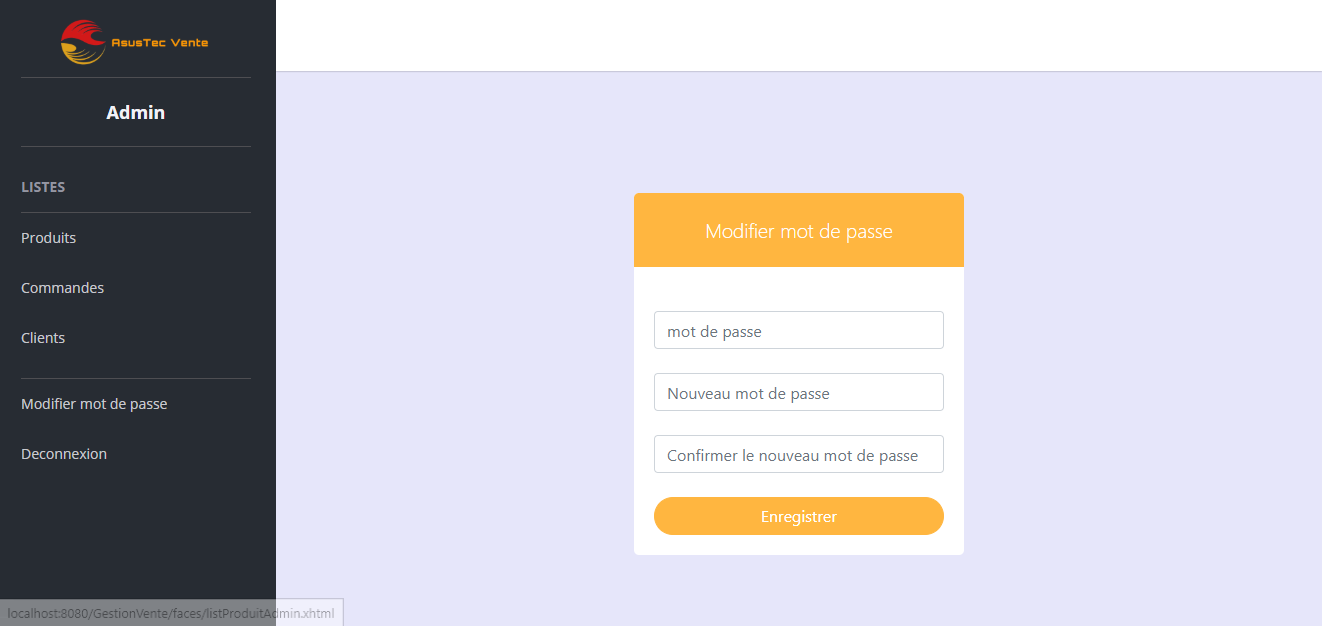 AsusTec Vente
Admin
LISTES
Produits
Commandes
Clients
Modifier mot de passe
Deconnexion
Modifier mot de passe
mot de passe
Nouveau mot de passe
Confirmer le nouveau mot de passe
Enregistrer
localhost:8080/GestionVente/faces/listProduitAdmin.xhtml